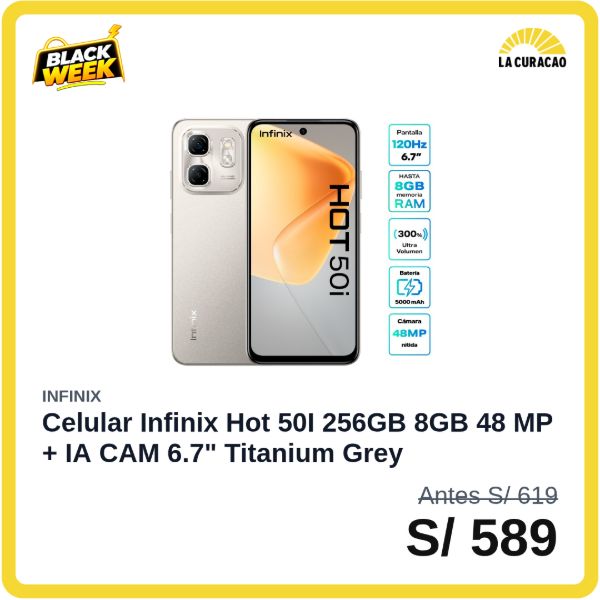 BLACK
WEEK
LA CURACAO
Infinix
HOT 50i
Infinix
Pantalla
120Hz
6.7"
HASTA
8GB
memoria
RAM
300%
Ultra
Volumen
Batería
5000 mAh
Cámara
48MP
nítida
INFINIX
Celular Infinix Hot 50I 256GB 8GB 48 MP
+ IA CAM 6.7" Titanium Grey
Antes S/ 619
S/ 589